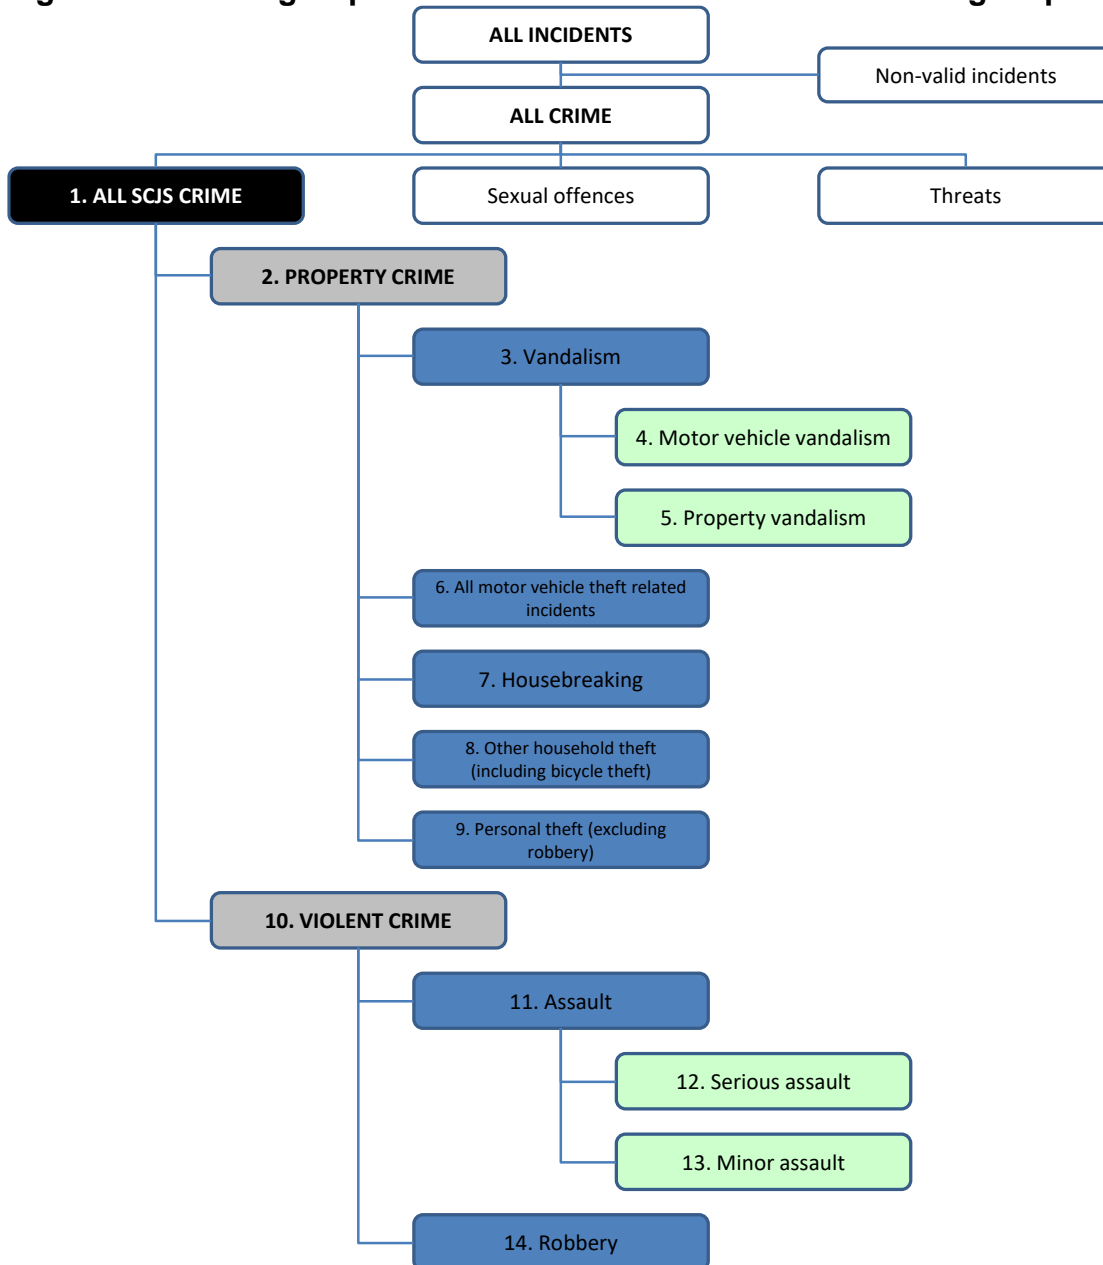 ALL INCIDENTS
Non-valid incidents
ALL CRIME
1. ALL SCJS CRIME
Sexual offences
Threats
2. PROPERTY CRIME
3. Vandalism
4. Motor vehicle vandalism
5. Property vandalism
6. All motor vehicle theft related
incidents
7. Housebreaking
8. Other household theft
(including bicycle theft)
9. Personal theft (excluding
robbery)
10. VIOLENT CRIME
11. Assault
12. Serious assault
13. Minor assault
14. Robbery